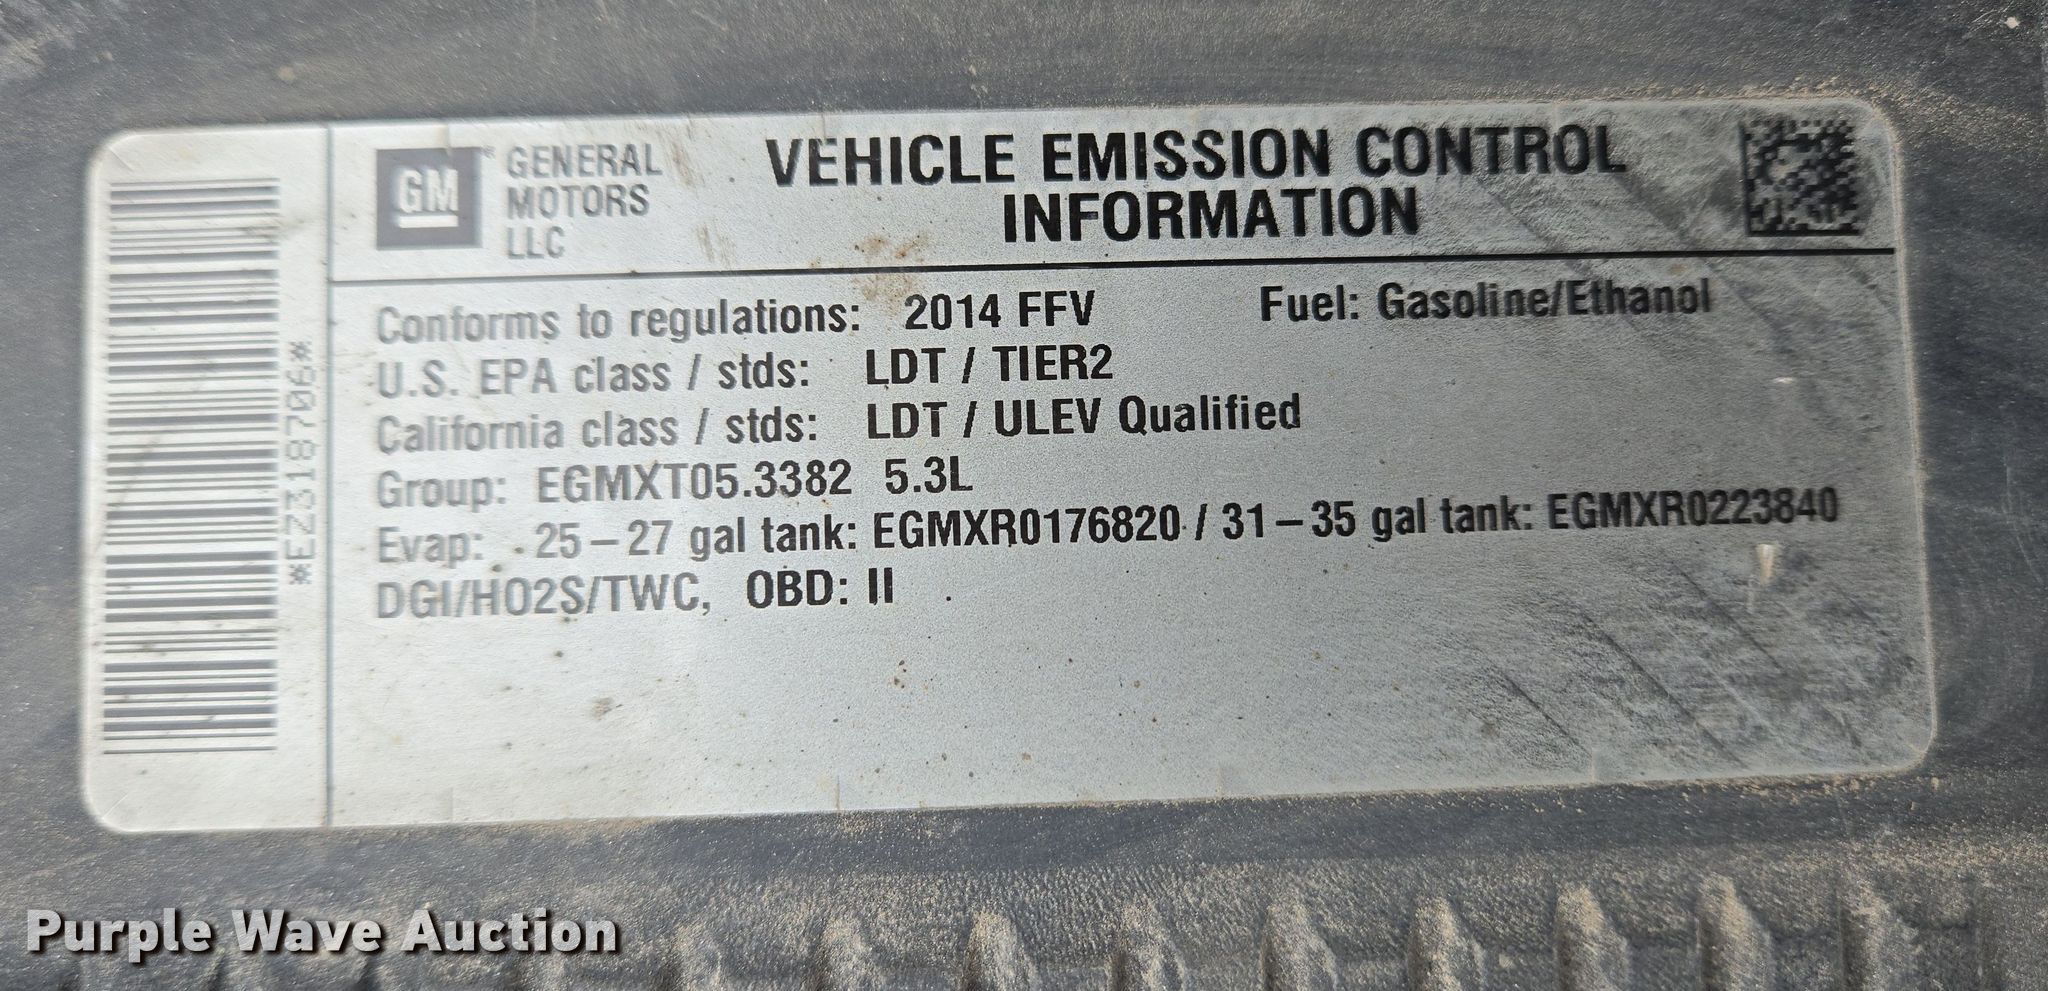 GM
GENERAL
MOTORS
LLC
VEHICLE EMISSION CONTROL
INFORMATION
Conforms to regulations: 2014 FFV Fuel: Gasoline/Ethanol
U.S. EPA class / stds: LDT / TIER2
California class / stds: LDT / ULEV Qualified
Group: EGMXT05.3382 5.3L
Evap: 25-27 gal tank: EGMXR0176820 / 31-35 gal tank: EGMXR0223840
DGI/HO2S/TWC, OBD: II
*EZ318706*
Purple Wave Auction